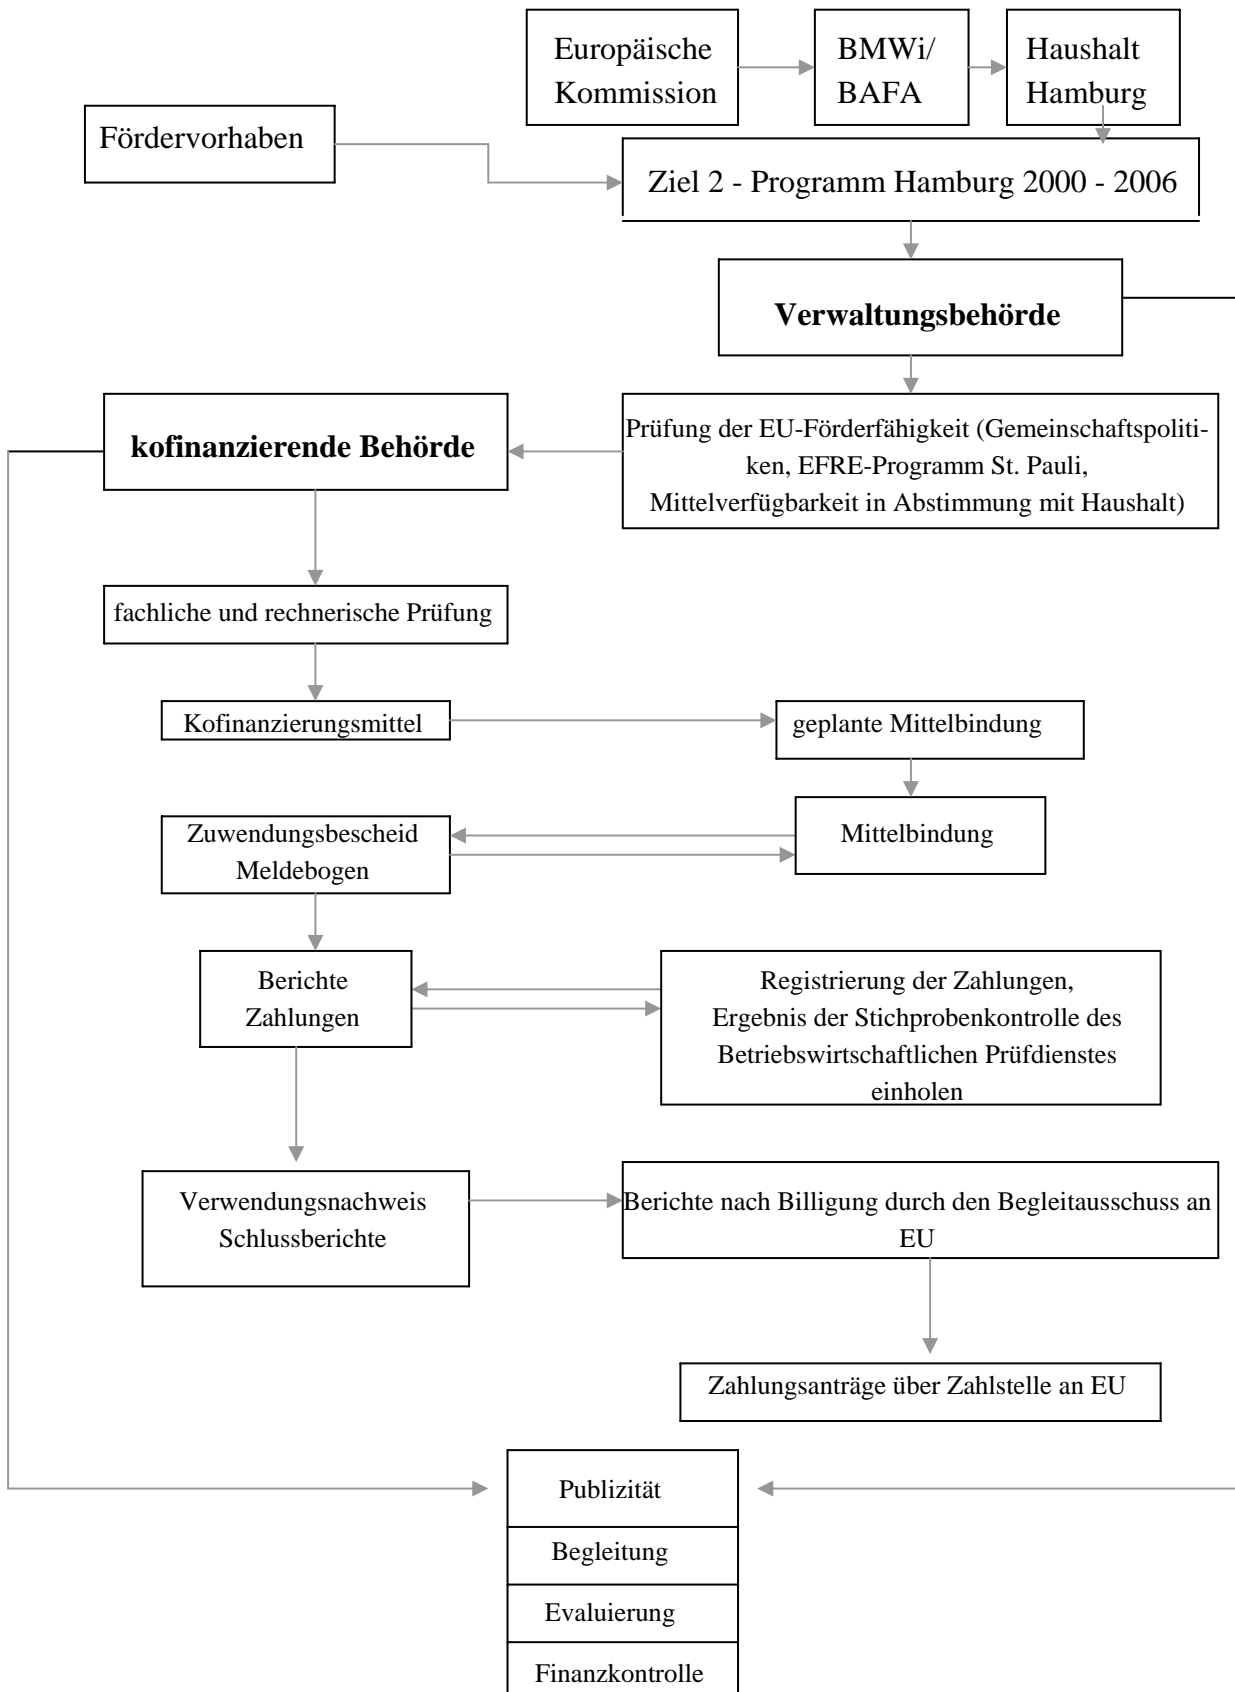 Europäische
Kommission
BMWi/
BAFA
Haushalt
Hamburg
Fördervorhaben
Ziel 2 - Programm Hamburg 2000 - 2006
Verwaltungsbehörde
kofinanzierende Behörde
Prüfung der EU-Förderfähigkeit (Gemeinschaftspoliti-
ken, EFRE-Programm St. Pauli,
Mittelverfügbarkeit in Abstimmung mit Haushalt)
fachliche und rechnerische Prüfung
Kofinanzierungsmittel
geplante Mittelbindung
Zuwendungsbescheid
Meldebogen
Mittelbindung
Berichte
Zahlungen
Registrierung der Zahlungen,
Ergebnis der Stichprobenkontrolle des
Betriebswirtschaftlichen Prüfdienstes
einholen
Verwendungsnachweis
Schlussberichte
Berichte nach Billigung durch den Begleitausschuss an
EU
Zahlungsanträge über Zahlstelle an EU
Publizität
Begleitung
Evaluierung
Finanzkontrolle